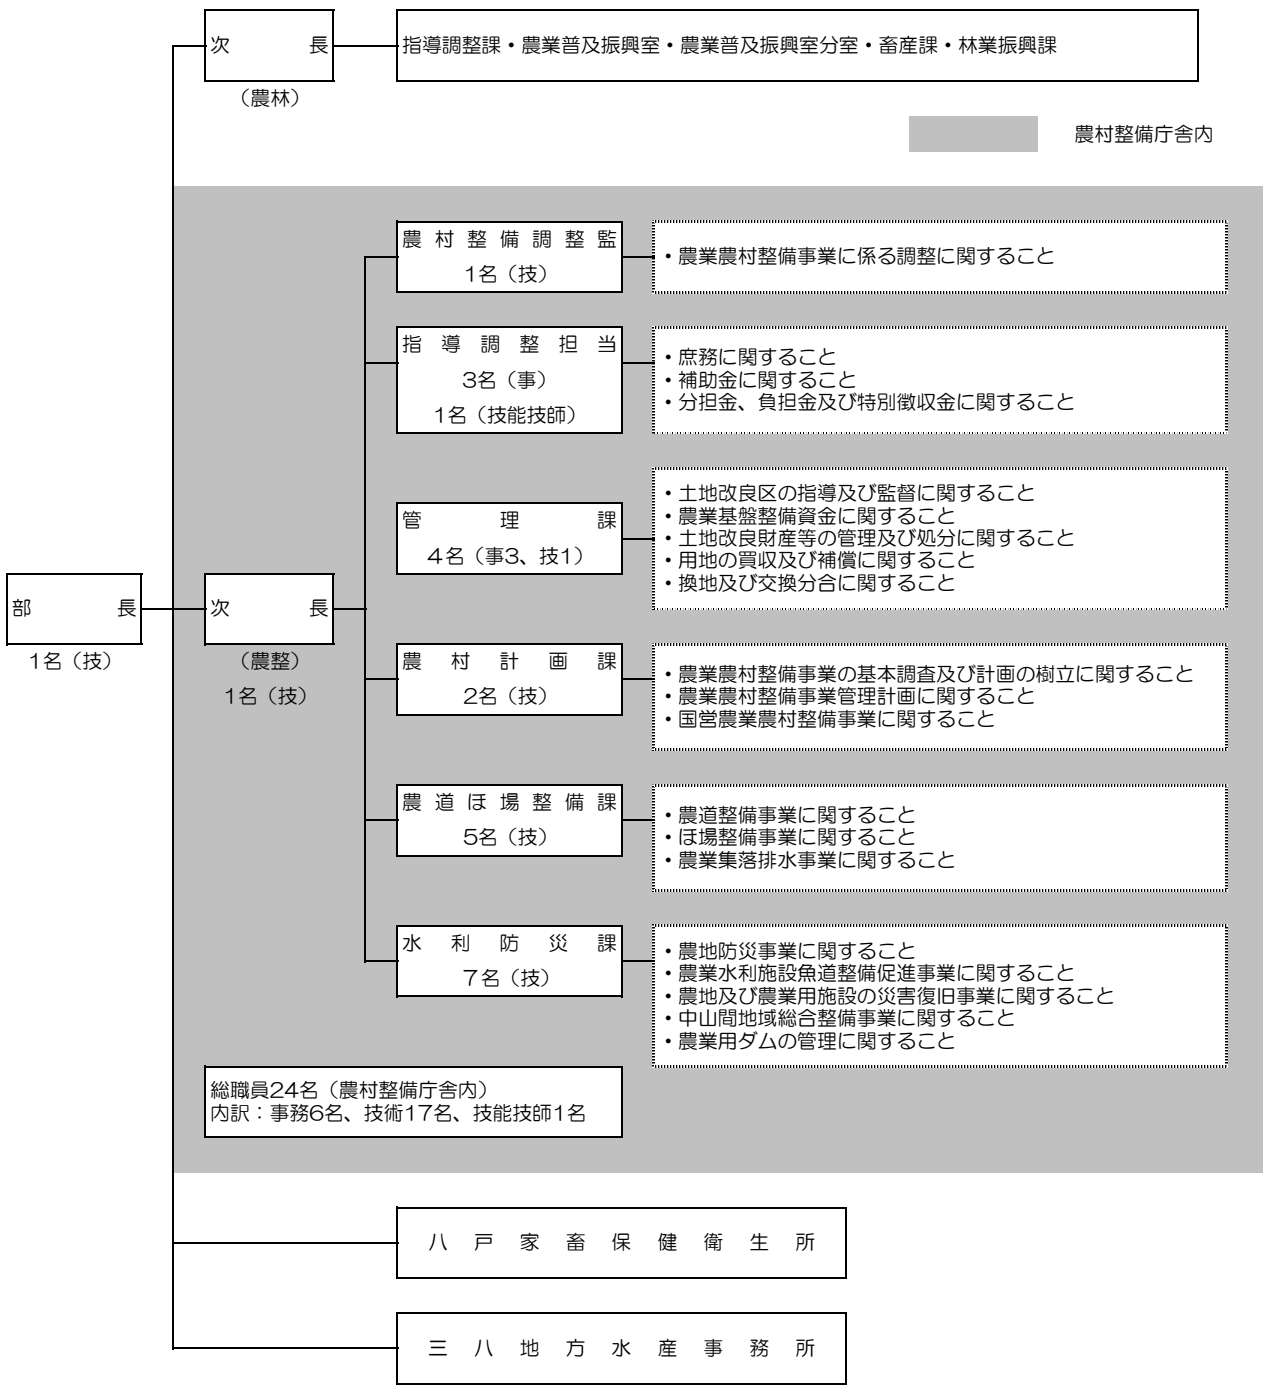 次長
(農林)
指導調整課・農業普及振興室・農業普及振興室分室・畜産課・林業振興課
農村整備庁舎内
部長
1名（技）
次長
（農整）
1名（技）
農村整備調整監
1名（技）
・農業農村整備事業に係る調整に関すること
指導調整担当
3名（事）
1名（技能技師）
・庶務に関すること
・補助金に関すること
・分担金、負担金及び特別徴収金に関すること
管理課
4名（事3、技1）
・土地改良区の指導及び監督に関すること
・農業基盤整備資金に関すること
・土地改良財産等の管理及び処分に関すること
・用地の買収及び補償に関すること
・換地及び交換分合に関すること
農村計画課
2名（技）
・農業農村整備事業の基本調査及び計画の樹立に関すること
・農業農村整備事業管理計画に関すること
・国営農業農村整備事業に関すること
農道ほ場整備課
5名（技）
・農道整備事業に関すること
・ほ場整備事業に関すること
・農業集落排水事業に関すること
水利防災課
7名（技）
・農地防災事業に関すること
・農業水利施設魚道整備促進事業に関すること
・農地及び農業用施設の災害復旧事業に関すること
・中山間地域総合整備事業に関すること
・農業用ダムの管理に関すること
総職員24名（農村整備庁舎内）
内訳：事務6名、技術17名、技能技師1名
八戸家畜保健衛生所
三八地方水産事務所